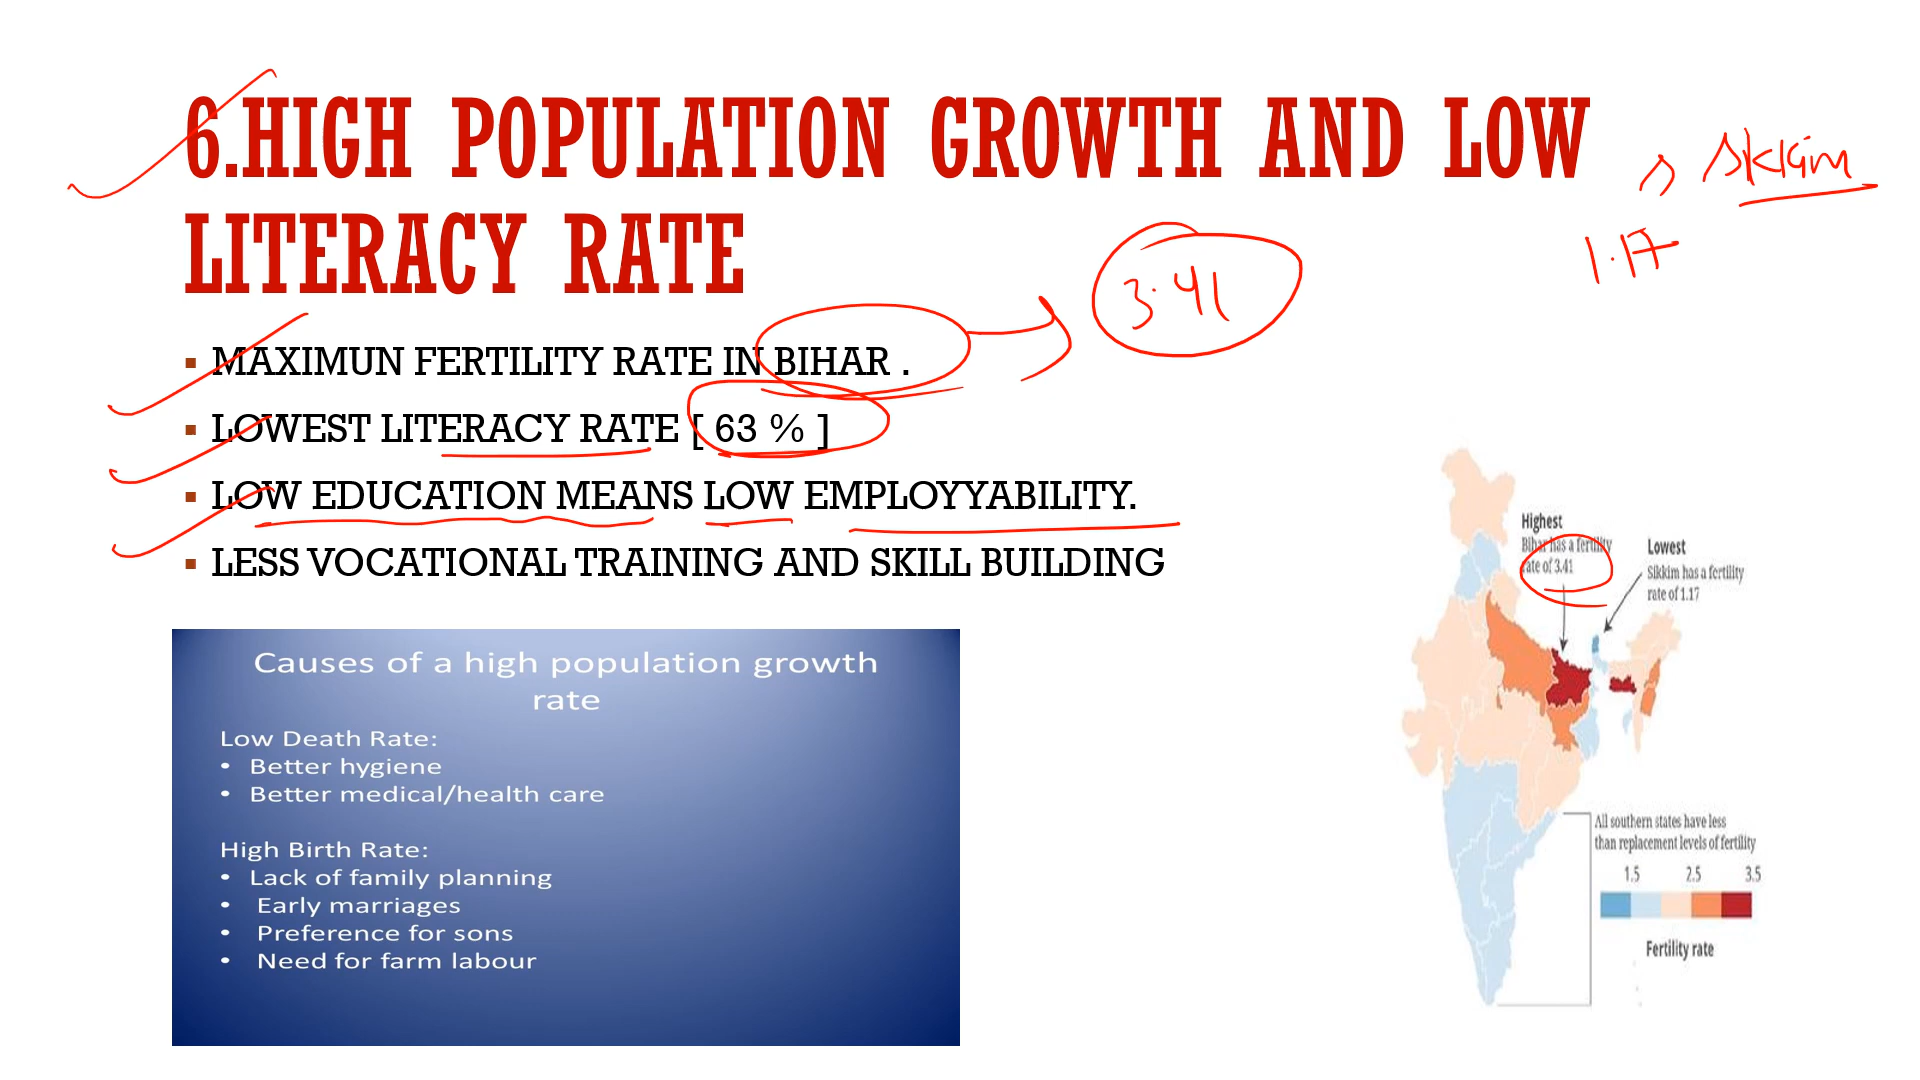 6.HIGH POPULATION GROWTH AND LOW
LITERACY RATE
Sikkim
1.17
3.41
▪ MAXIMUN FERTILITY RATE IN BIHAR .
▪ LOWEST LITERACY RATE [ 63 % ]
▪ LOW EDUCATION MEANS LOW EMPLOYYABILITY.
▪ LESS VOCATIONAL TRAINING AND SKILL BUILDING
Causes of a high population growth
rate
Low Death Rate:
• Better hygiene
• Better medical/health care
High Birth Rate:
• Lack of family planning
• Early marriages
• Preference for sons
• Need for farm labour
Highest
Bihar has a fertility
rate of 3.41
Lowest
Sikkim has a fertility
rate of 1.17
All southern states have less
than replacement levels of fertility
1.5 2.5 3.5
Fertility rate